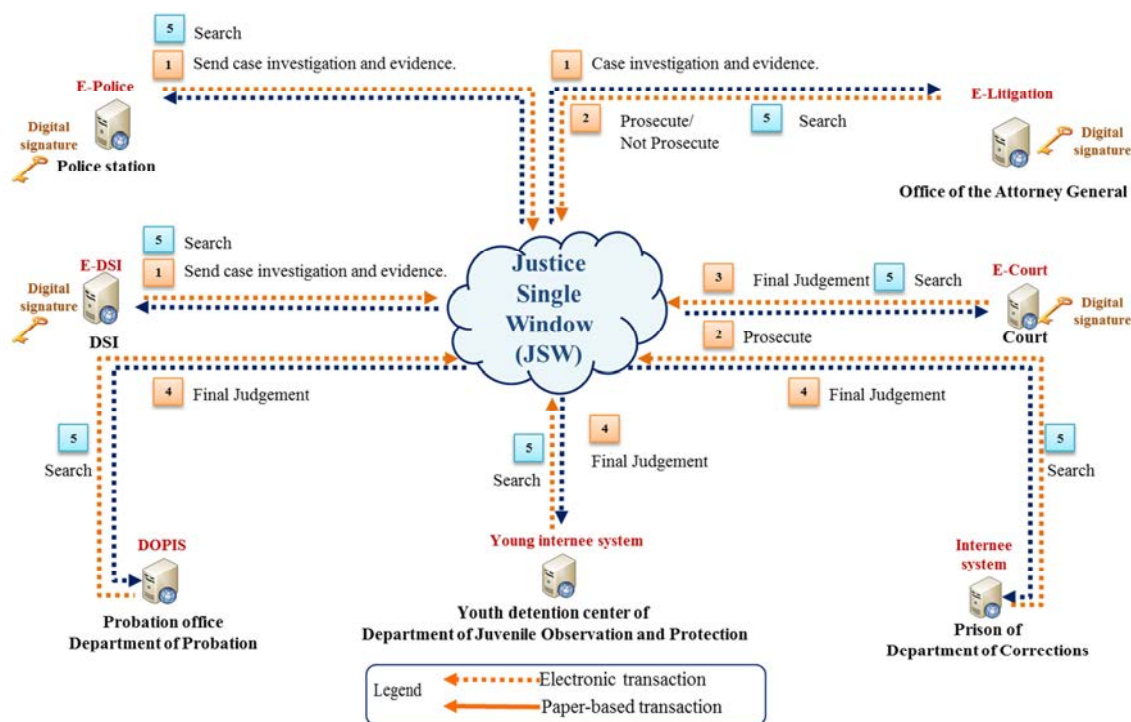 5 Search
1 Send case investigation and evidence.
E-Police
Digital
signature
Police station
1 Case investigation and evidence.
2 Prosecute/
Not Prosecute
5 Search
E-Litigation
Digital
signature
Office of the Attorney General
5 Search
1 Send case investigation and evidence.
E-DSI
Digital
signature
DSI
Justice
Single
Window
(JSW)
3 Final Judgement
5 Search
2 Prosecute
E-Court
Digital
signature
Court
4 Final Judgement
5
Search
DOPIS
Probation office
Department of Probation
4
Final Judgement
5
Search
Young internee system
Youth detention center of
Department of Juvenile Observation and Protection
4 Final Judgement
5
Search
Internee
system
Prison of
Department of Corrections
Legend
Electronic transaction
Paper-based transaction